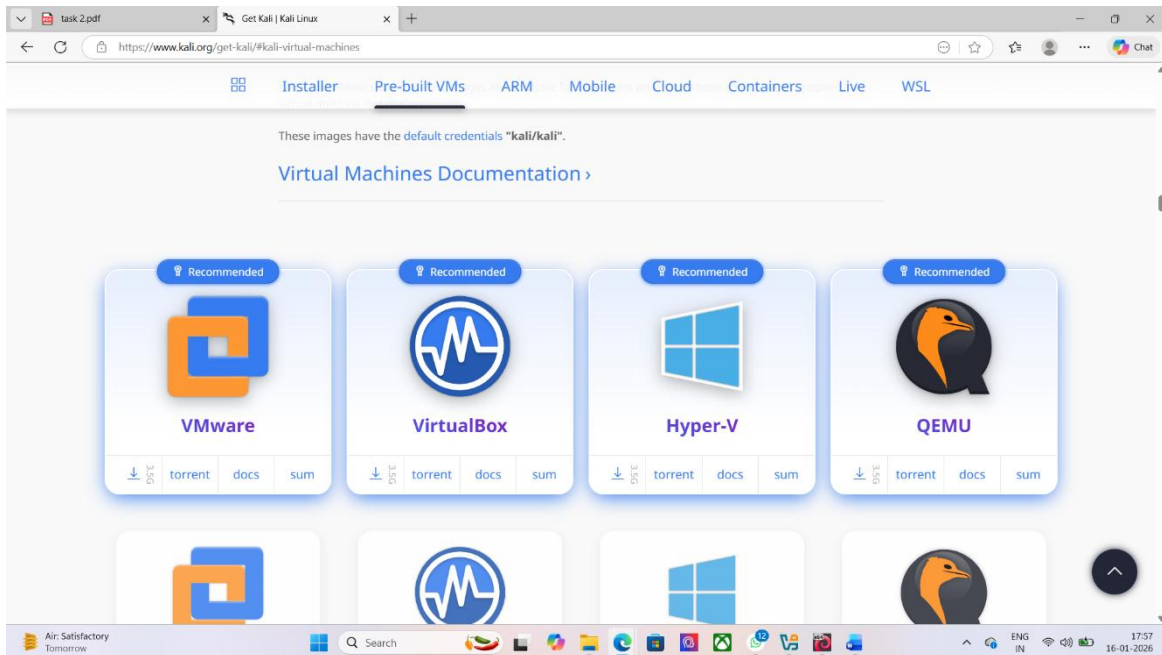 task 2.pdf
Get Kali | Kali Linux
https://www.kali.org/get-kali/#kali-virtual-machines
Chat
Installer Pre-built VMs ARM Mobile Cloud Containers Live WSL
These images have the default credentials "kali/kali".
Virtual Machines Documentation ›
Recommended Recommended Recommended Recommended
VMware VirtualBox Hyper-V QEMU
3.5G torrent docs sum 3.5G torrent docs sum 3.5G torrent docs sum 3.5G torrent docs sum
Air: Satisfactory
Tomorrow
Search
12
ENG
IN
17:57
16-01-2026